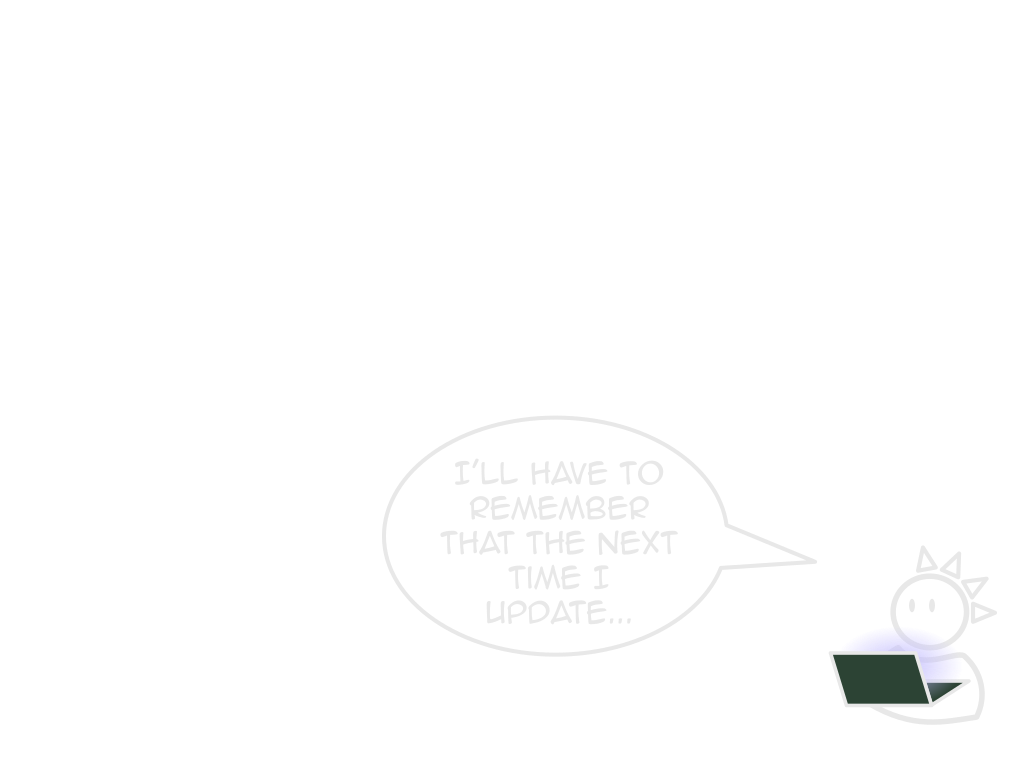 I'LL HAVE TO
REMEMBER
THAT THE NEXT
TIME I
UPDATE...